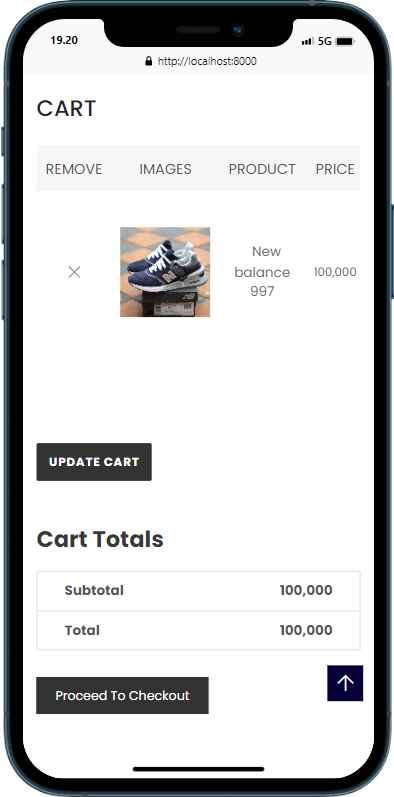 19.20
5G
http://localhost:8000
CART
REMOVE IMAGES PRODUCT PRICE
New
balance
997
100,000
UPDATE CART
Cart Totals
Subtotal 100,000
Total 100,000
Proceed To Checkout